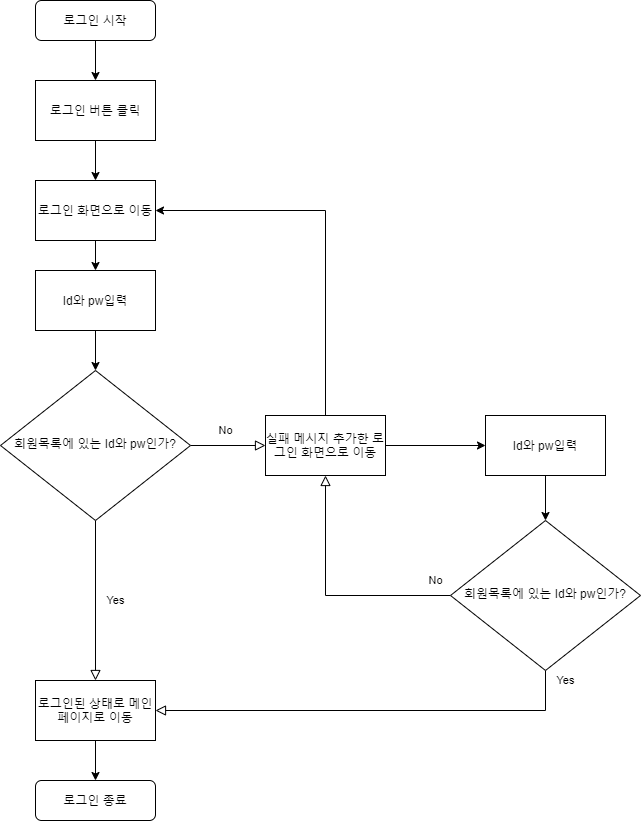 로그인 시작
로그인 버튼 클릭
로그인 화면으로 이동
Id와 pw입력
회원목록에 있는 Id와 pw인가?
No
실패 메시지 추가한 로
그인 화면으로 이동
Id와 pw입력
회원목록에 있는 Id와 pw인가?
No
Yes
Yes
로그인된 상태로 메인
페이지로 이동
로그인 종료